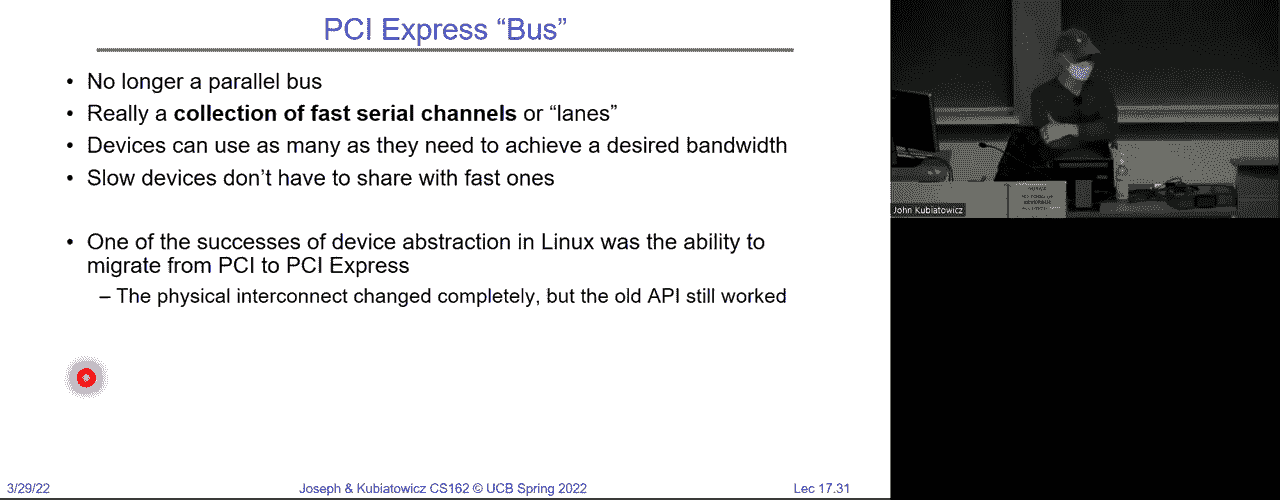 PCI Express “Bus”
• No longer a parallel bus
• Really a collection of fast serial channels or “lanes”
• Devices can use as many as they need to achieve a desired bandwidth
• Slow devices don’t have to share with fast ones
• One of the successes of device abstraction in Linux was the ability to
migrate from PCI to PCI Express
– The physical interconnect changed completely, but the old API still worked
3/29/22
Joseph & Kubiatowicz CS162 © UCB Spring 2022
Lec 17.31
John Kubiatowicz